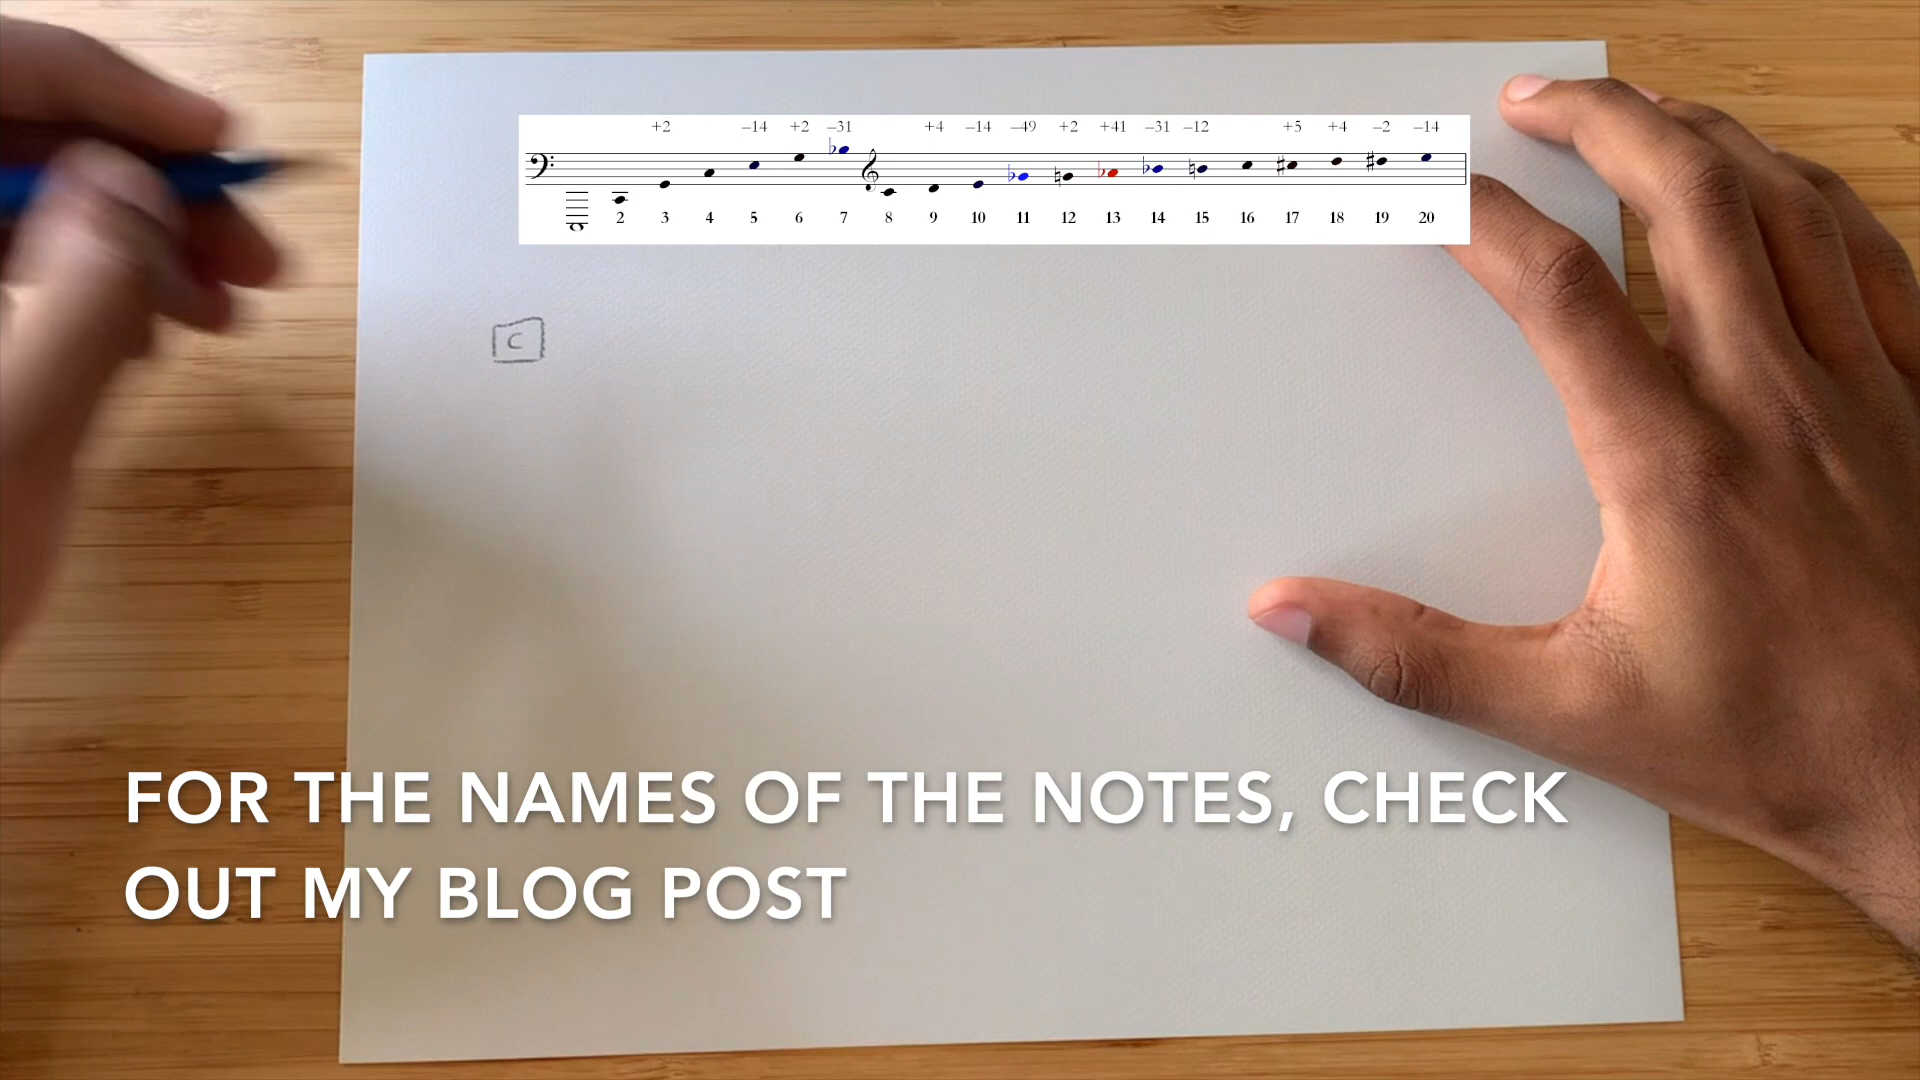 +2 –14 +2 –31 +4 –14 –49 +2 +41 –31 –12 +5 +4 –2 –14
2 3 4 5 6 7 8 9 10 11 12 13 14 15 16 17 18 19 20
C
FOR THE NAMES OF THE NOTES, CHECK
OUT MY BLOG POST